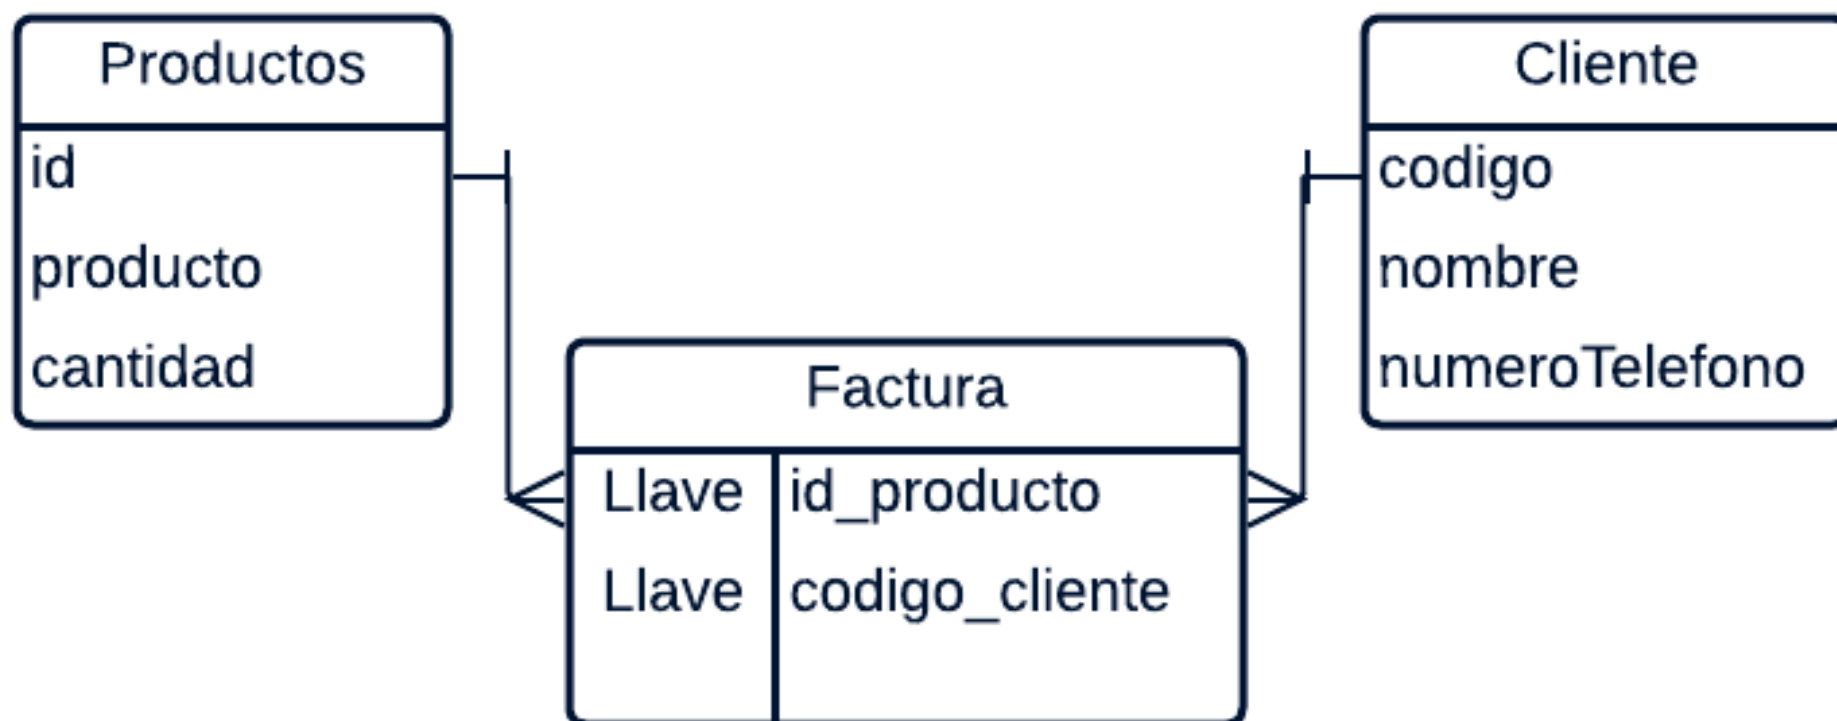 Productos
id
producto
cantidad
Cliente
codigo
nombre
numeroTelefono
Factura
Llave id_producto
Llave codigo_cliente